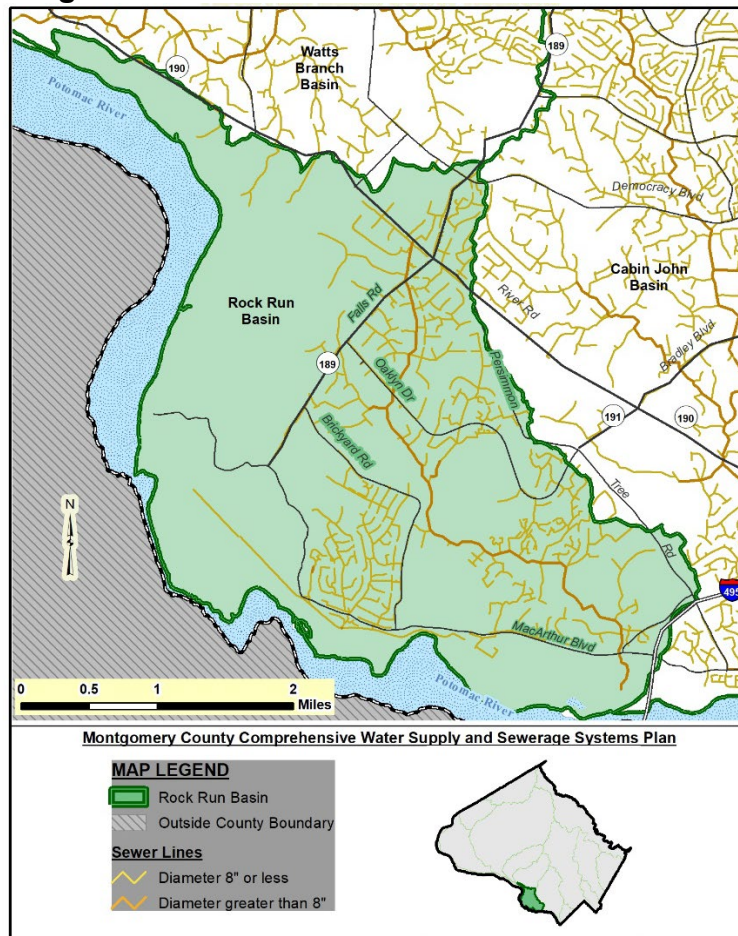 189
190
Watts
Branch
Basin
Potomac River
Democracy Blvd
Cabin John
Basin
River Rd
Rock Run
Basin
Falls Rd
Bradley Blvd
189
Oaklyn Dr
Persimmon
191
190
Brickyard Rd
Tree
Rd
N
495
MacArthur Blvd
Potomac River
0 0.5 1 2
Miles
Montgomery County Comprehensive Water Supply and Sewerage Systems Plan
MAP LEGEND
Rock Run Basin
Outside County Boundary
Sewer Lines
Diameter 8" or less
Diameter greater than 8"